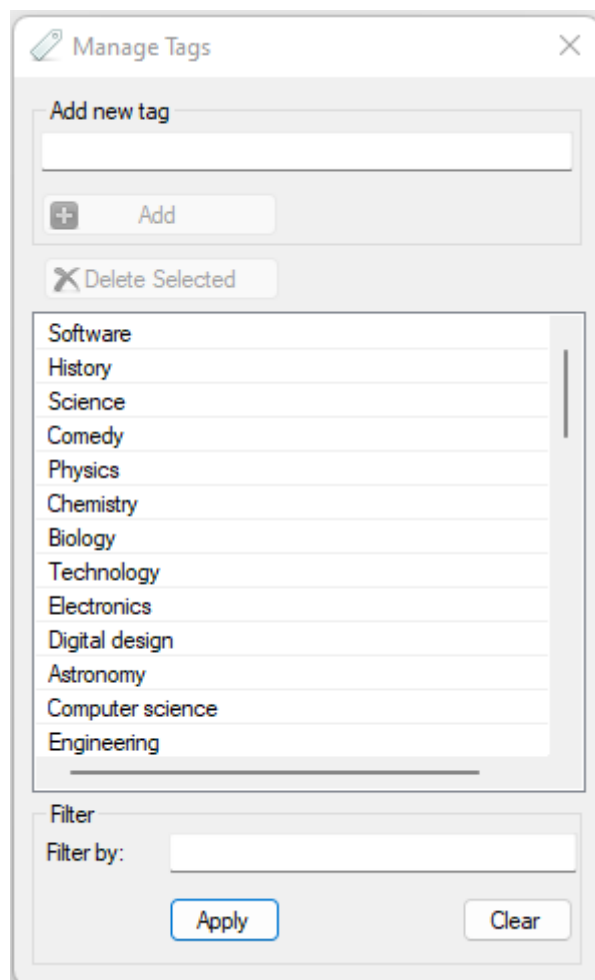 Manage Tags
Add new tag
Add
Delete Selected
Software
History
Science
Comedy
Physics
Chemistry
Biology
Technology
Electronics
Digital design
Astronomy
Computer science
Engineering
Filter
Filter by:
Apply Clear